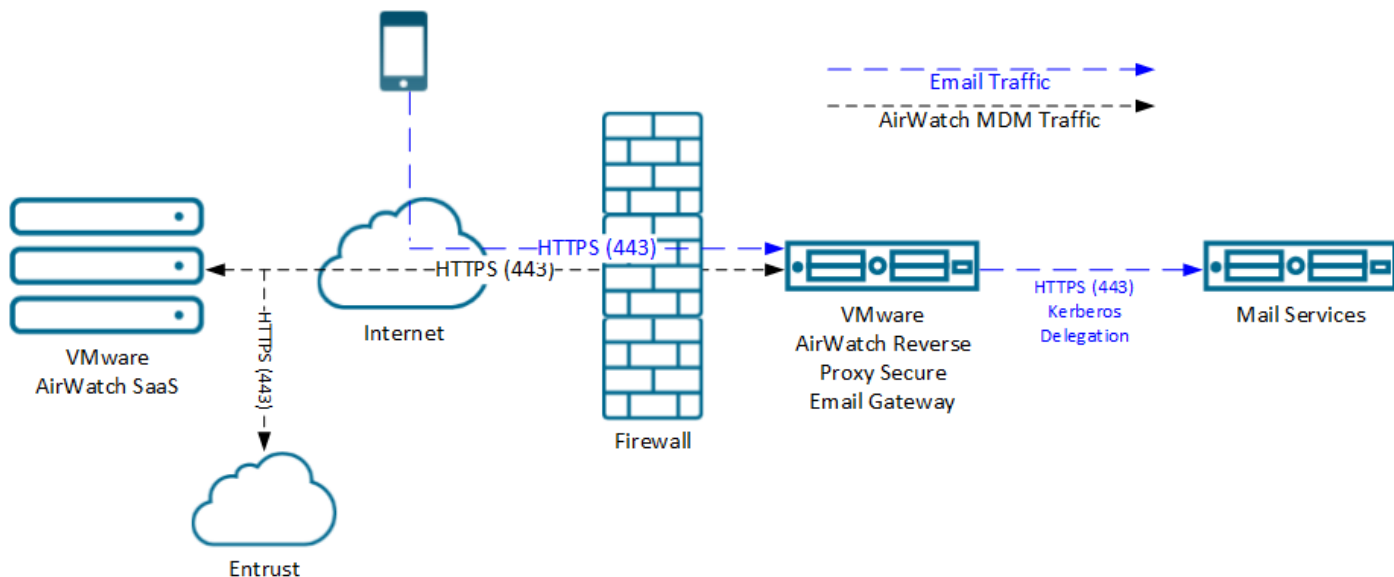 Email Traffic
AirWatch MDM Traffic
HTTPS (443)
HTTPS (443)
HTTPS (443)
Kerberos
Delegation
VMware
AirWatch SaaS
HTTPS (443)
Internet
Firewall
VMware
AirWatch Reverse
Proxy Secure
Email Gateway
Mail Services
Entrust